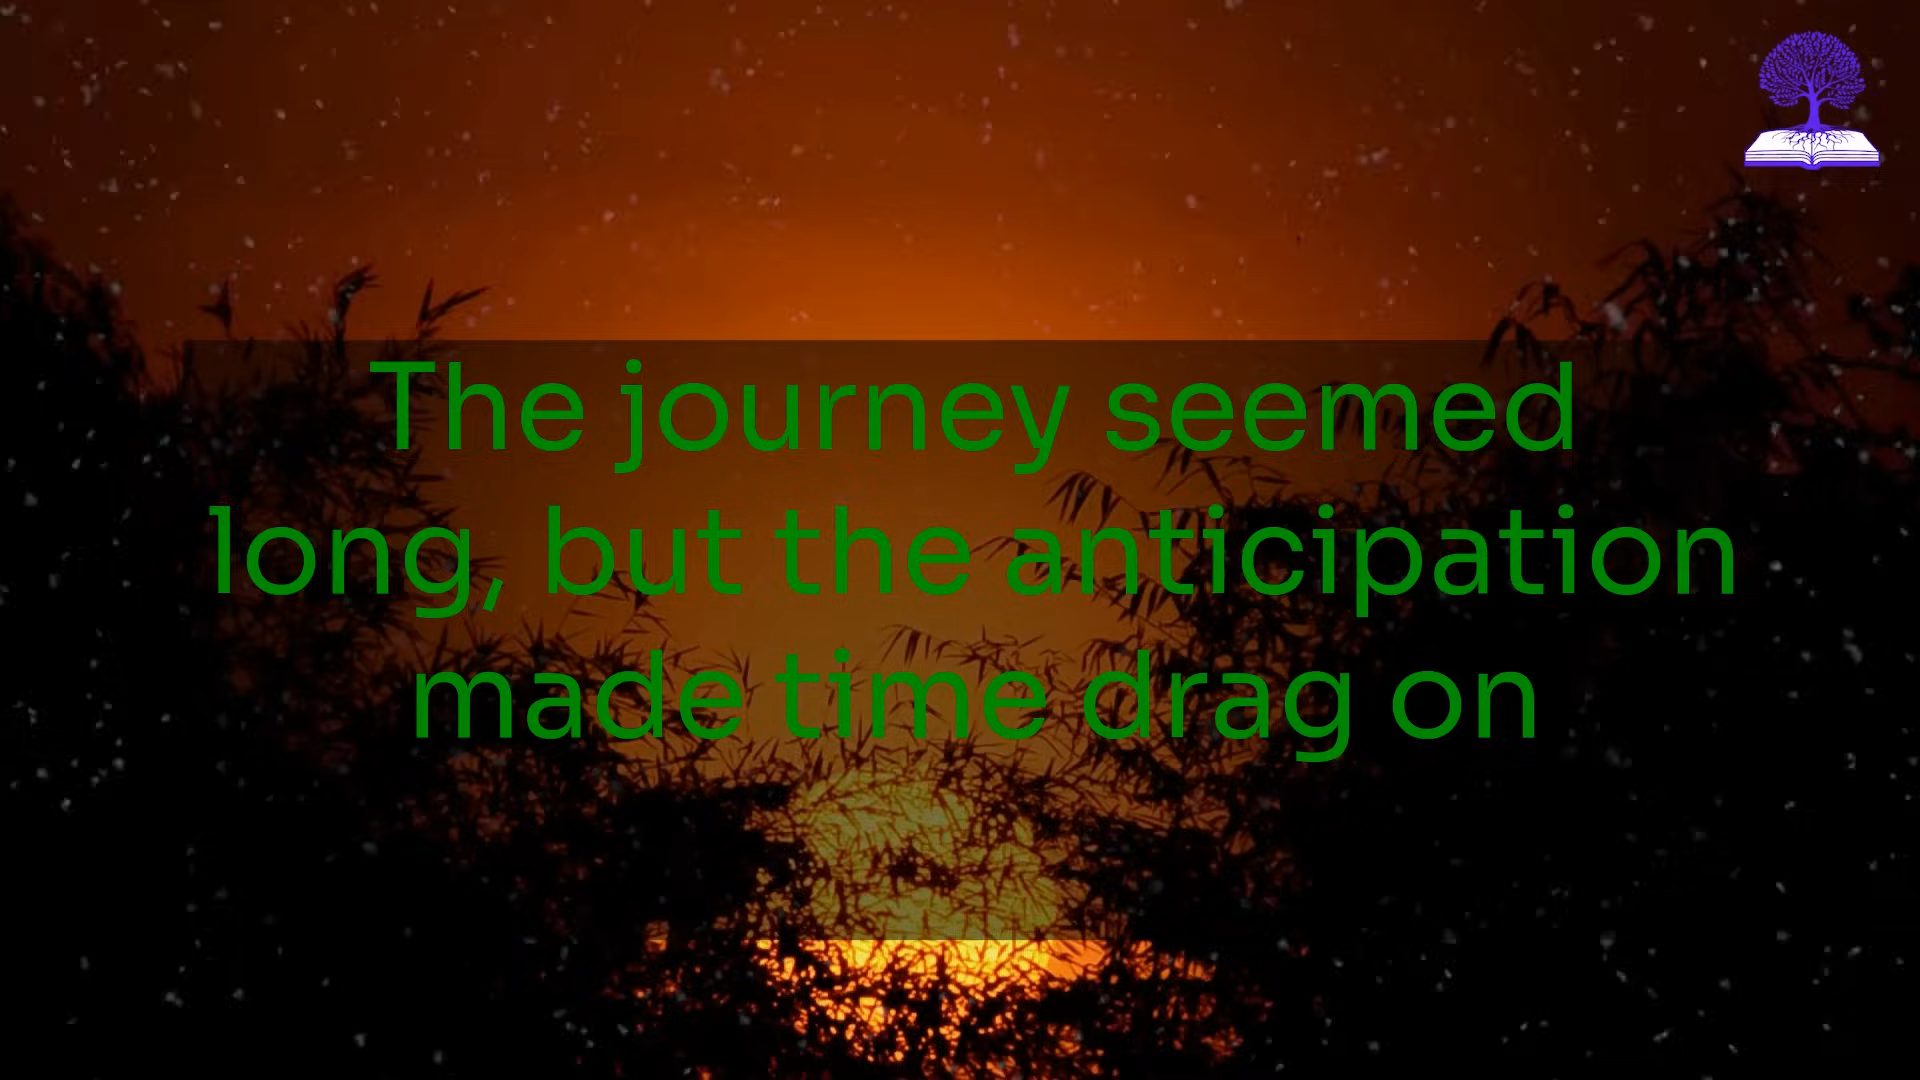 The journey seemed
long, but the anticipation
made time drag on